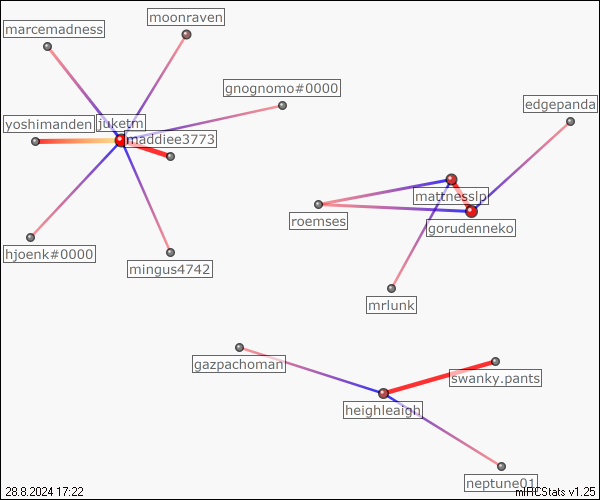 moonraven
marcemadness
gnognomo#0000
edgepanda
yoshimanden
juketm
maddiee3773
mattnesslp
roemses
gorudenneko
hjoenk#0000
mingus4742
mrlunk
gazpachoman
swanky.pants
heighleaigh
neptune01
28.8.2024 17:22
mIRCStats v1.25